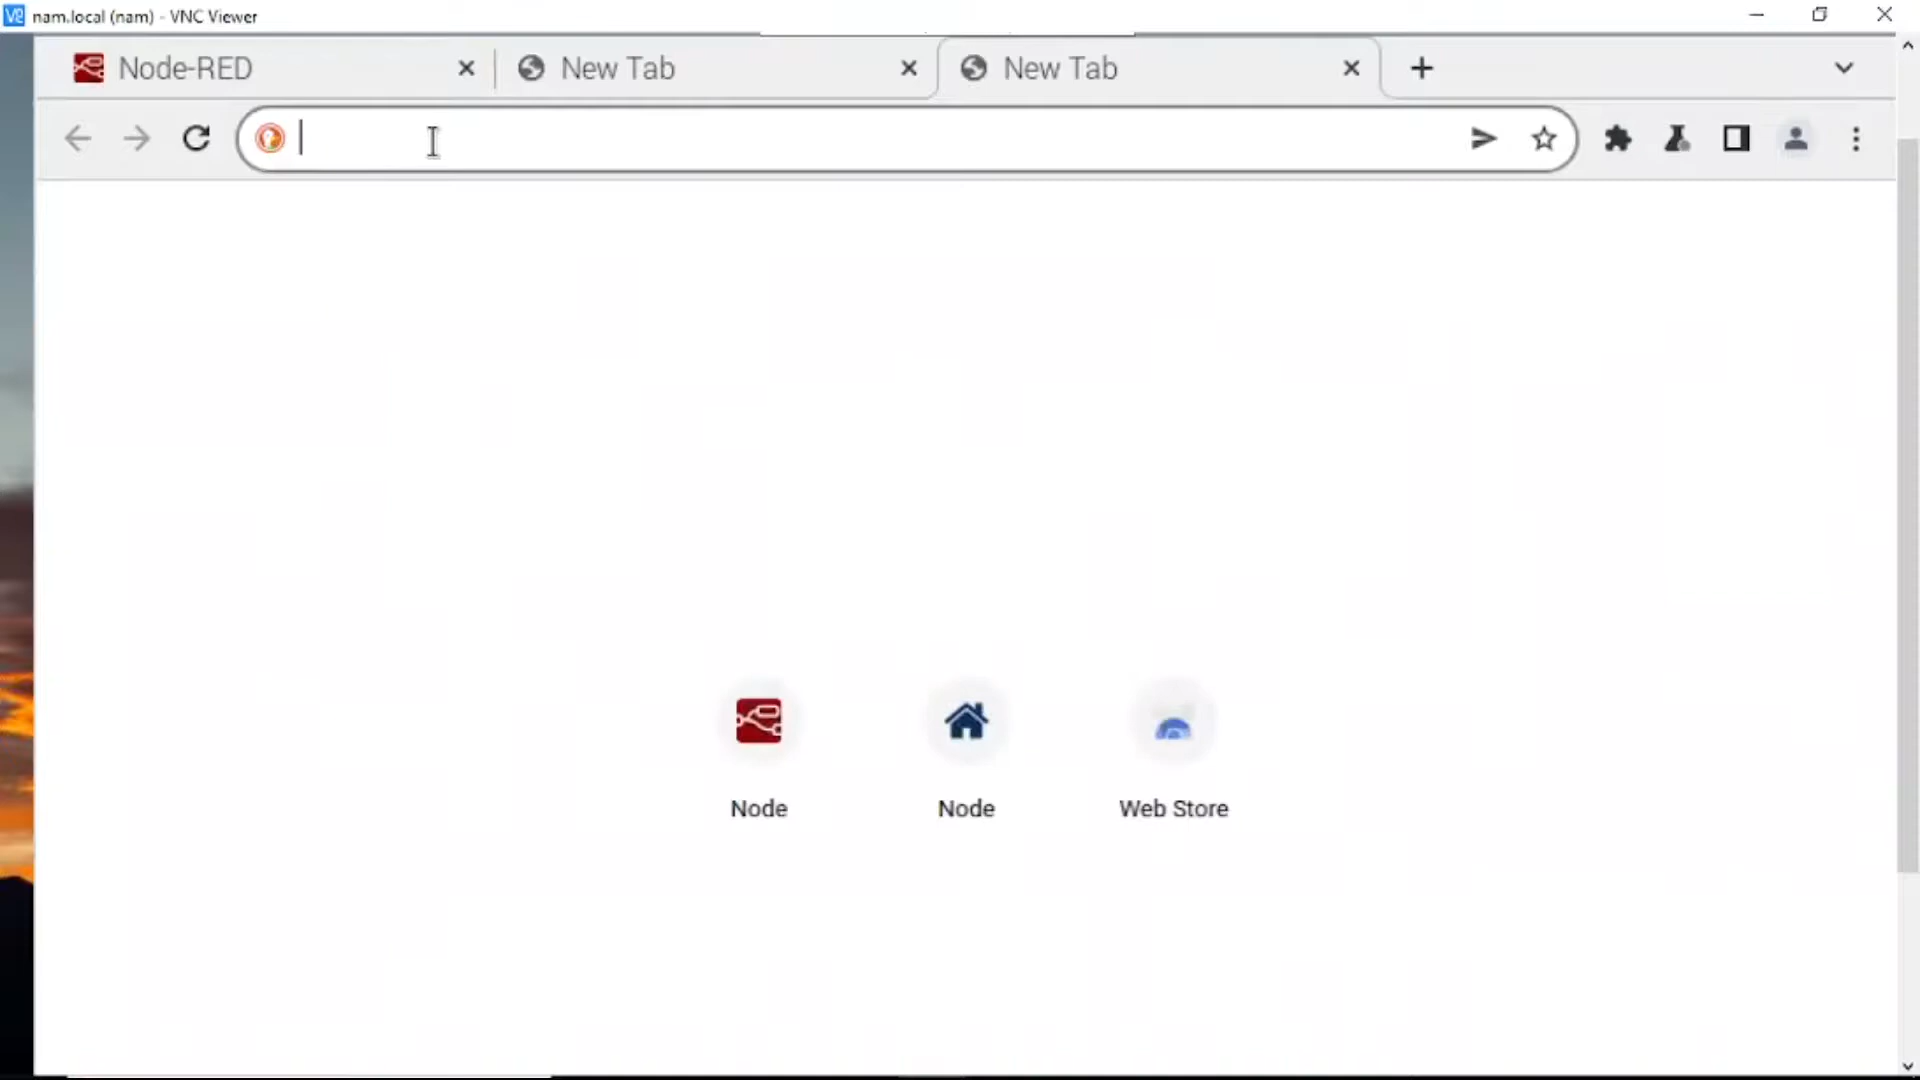 nam.local (nam) - VNC Viewer
Node-RED
New Tab
New Tab
Node
Node
Web Store